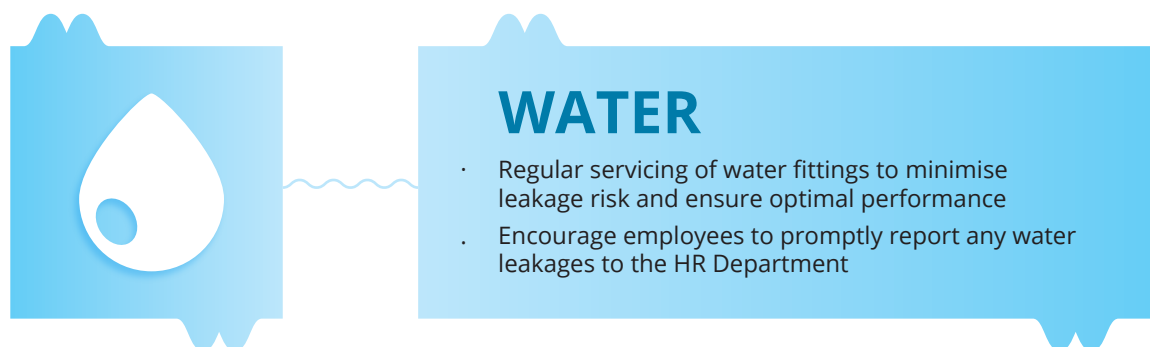 WATER
· Regular servicing of water fittings to minimise
leakage risk and ensure optimal performance
. Encourage employees to promptly report any water
leakages to the HR Department